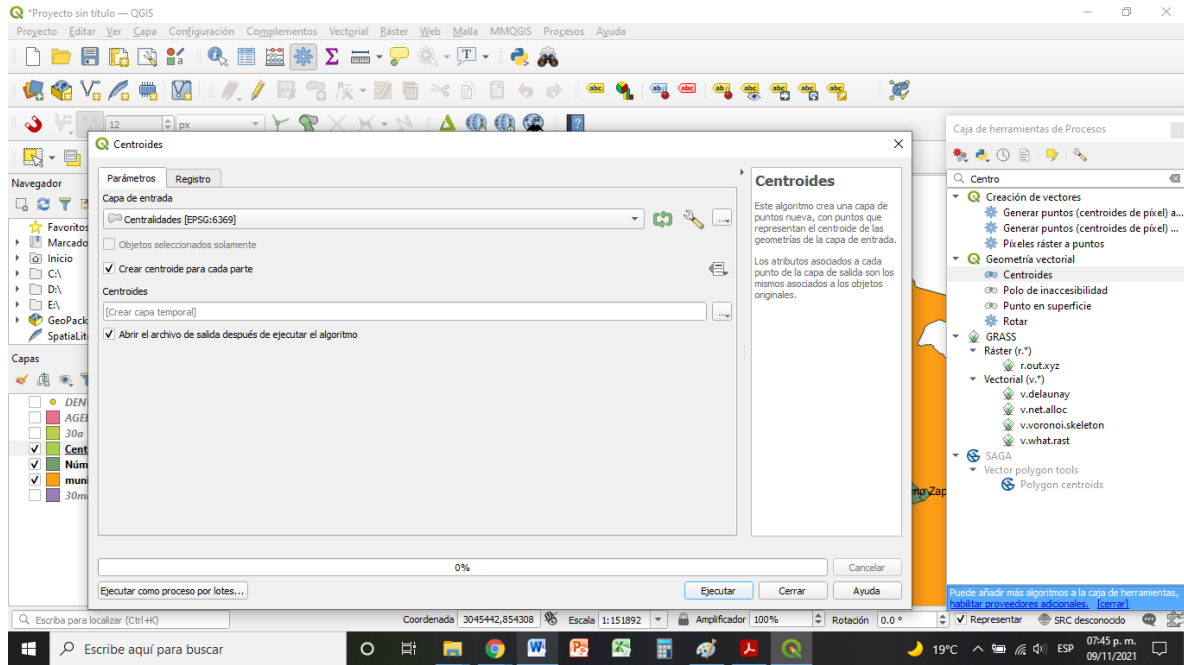 *Proyecto sin título — QGIS
Proyecto Editar Ver Capa Configuración Complementos Vectorial Ráster Web Malla MMQGIS Procesos Ayuda
abc abc abc abc abc abc abc
12 px
Caja de herramientas de Procesos
Centroides
Parámetros Registro
Centro
Navegador
Favoritos
Marcado
Inicio
C:\
D:\
E:\
GeoPack
SpatiaLit
Capas
DEN
AGEI
30a
Cent
Núm
muni
30m
Capa de entrada
Centralidades [EPSG:6369]
Objetos seleccionados solamente
Crear centroide para cada parte
Centroides
[Crear capa temporal]
Abrir el archivo de salida después de ejecutar el algoritmo
Centroides
Este algoritmo crea una capa de
puntos nueva, con puntos que
representan el centroide de las
geometrías de la capa de entrada.
Los atributos asociados a cada
punto de la capa de salida son los
mismos asociados a los objetos
originales.
0%
Cancelar
Ejecutar como proceso por lotes...
Ejecutar Cerrar Ayuda
Creación de vectores
Generar puntos (centroides de píxel) a...
Generar puntos (centroides de píxel) ...
Píxeles ráster a puntos
Geometría vectorial
Centroides
Polo de inaccesibilidad
Punto en superficie
Rotar
GRASS
Ráster (r.*)
r.out.xyz
Vectorial (v.*)
v.delaunay
v.net.alloc
v.voronoi.skeleton
v.what.rast
SAGA
Vector polygon tools
Polygon centroids
no Zap
Puede añadir más algoritmos a la caja de herramientas,
habilitar proveedores adicionales. [cerrar]
Escriba para localizar (Ctrl+K) Coordenada 3045442,854308 Escala 1:151892 Amplificador 100% Rotación 0.0 ° Representar SRC desconocido
Escribe aquí para buscar
19°C ESP 07:45 p. m.
09/11/2021